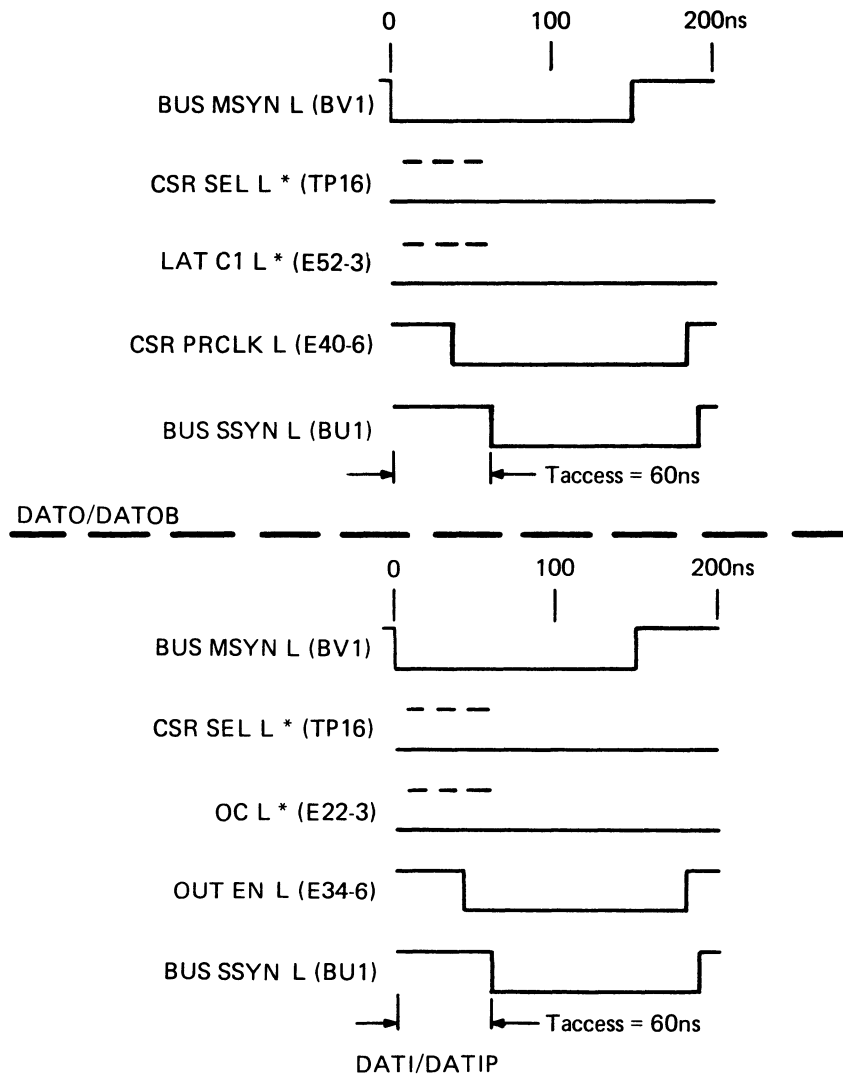 0 100 200ns
BUS MSYN L (BV1)
CSR SEL L * (TP16)
LAT C1 L * (E52-3)
CSR PRCLK L (E40-6)
BUS SSYN L (BU1)
Taccess = 60ns
DATO/DATOB
0 100 200ns
BUS MSYN L (BV1)
CSR SEL L * (TP16)
OC L * (E22-3)
OUT EN L (E34-6)
BUS SSYN L (BU1)
Taccess = 60ns
DATI/DATIP